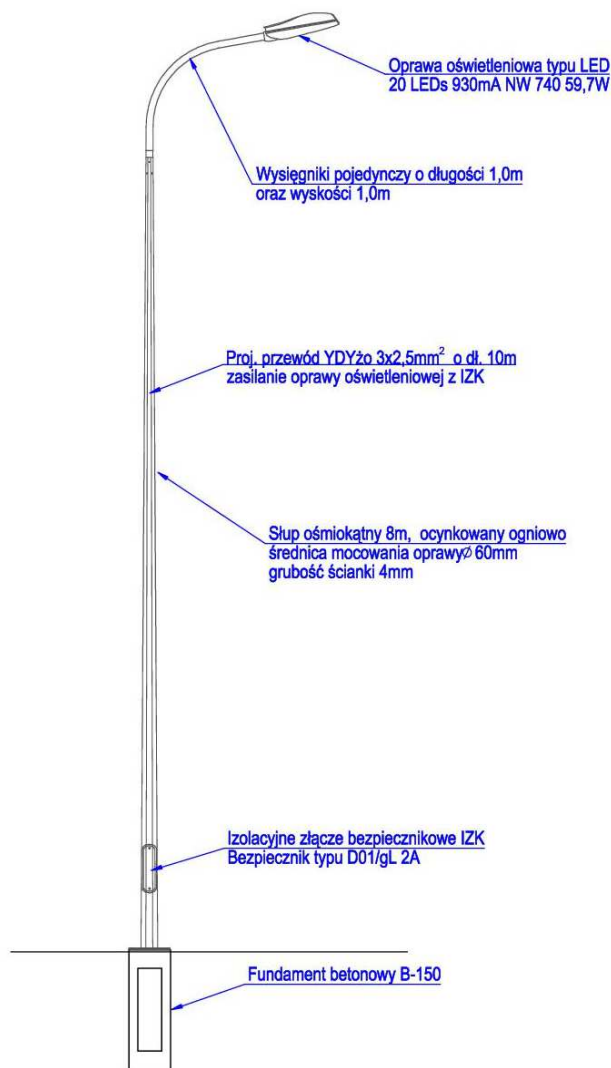 Oprawa oświetleniowa typu LED
20 LEDs 930mA NW 740 59,7W
Wysięgniki pojedynczy o długości 1,0m
oraz wyskości 1,0m
Proj. przewód YDYżo 3x2,5mm² o dł. 10m
zasilanie oprawy oświetleniowej z IZK
Słup ośmiokątny 8m, ocynkowany ogniowo
średnica mocowania oprawy∅ 60mm
grubość ścianki 4mm
Izolacyjne złącze bezpiecznikowe IZK
Bezpiecznik typu D01/gL 2A
Fundament betonowy B-150